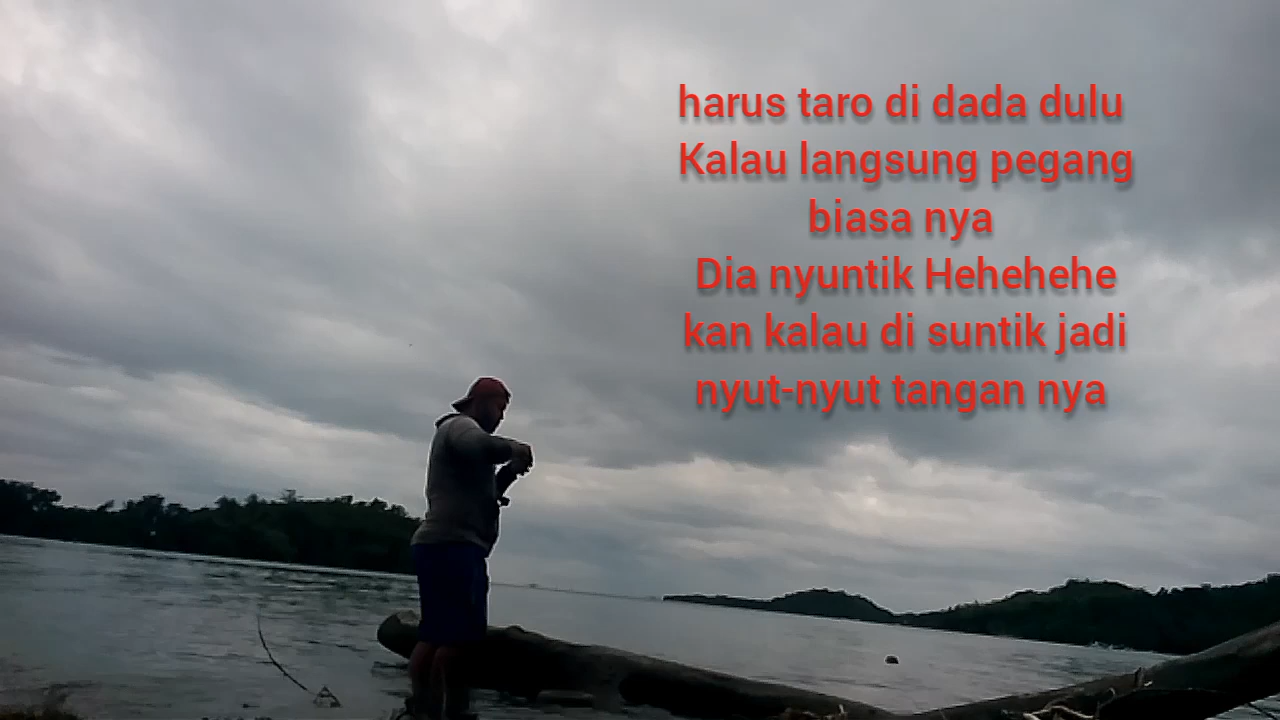 harus taro di dada dulu
Kalau langsung pegang
biasa nya
Dia nyuntik Hehehehe
kan kalau di suntik jadi
nyut-nyut tangan nya